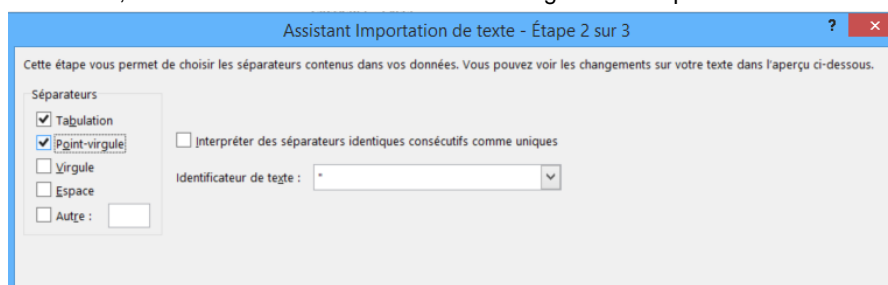 Assistant Importation de texte - Étape 2 sur 3
?
×
Cette étape vous permet de choisir les séparateurs contenus dans vos données. Vous pouvez voir les changements sur votre texte dans l'aperçu ci-dessous.
Séparateurs
Tabulation
Point-virgule
Interpréter des séparateurs identiques consécutifs comme uniques
Virgule
Identificateur de texte : "
Espace
Autre :